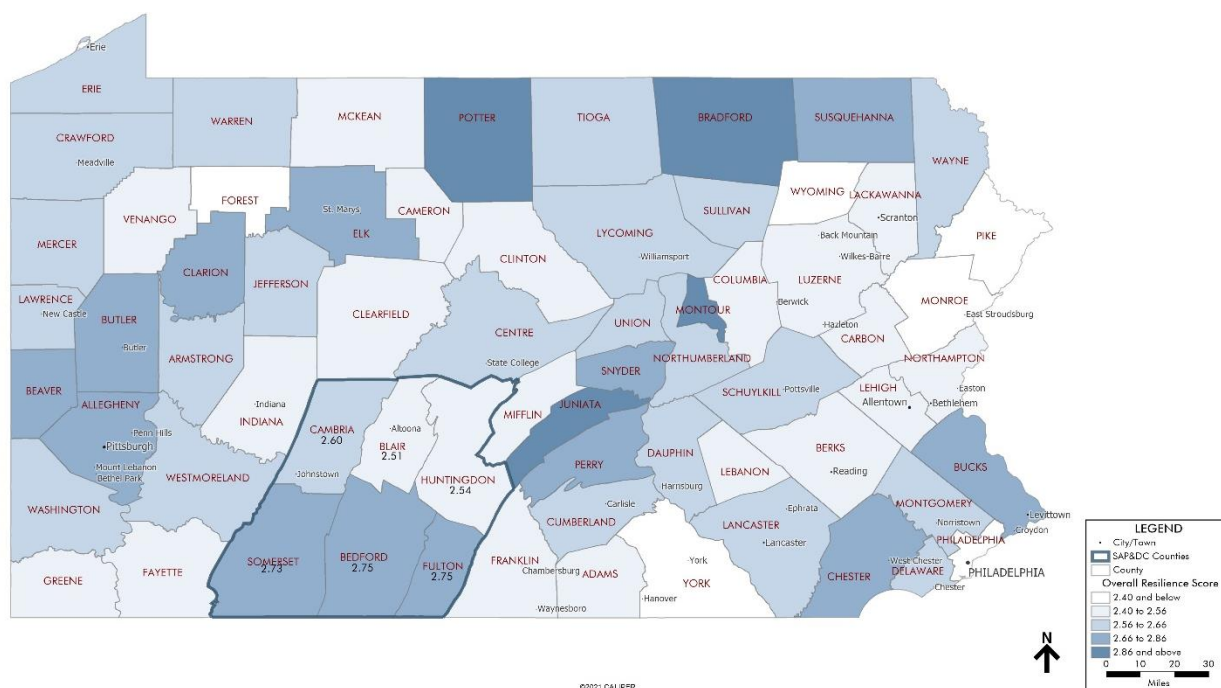 Erie
ERIE
WARREN
MCKEAN
POTTER
TIOGA
BRADFORD
SUSQUEHANNA
CRAWFORD
Meadville
WAYNE
FOREST
WYOMING
LACKAWANNA
Scranton
VENANGO
St. Marys
ELK
CAMERON
SULLIVAN
MERCER
LYCOMING
Williamsport
Back Mountain
Wilkes-Barre
PIKE
CLARION
CLINTON
COLUMBIA
LUZERNE
JEFFERSON
LAWRENCE
New Castle
BUTLER
Butler
CLEARFIELD
MONTOUR
Berwick
MONROE
East Stroudsburg
CENTRE
UNION
Hazleton
CARBON
ARMSTRONG
State College
NORTHUMBERLAND
NORTHAMPTON
SNYDER
BEAVER
ALLEGHENY
Indiana
INDIANA
SCHUYLKILL
Pottsville
LEHIGH
Allentown
Easton
Bethlehem
MIFFLIN
JUNIATA
Penn Hills
Pittsburgh
CAMBRIA
2.60
Altoona
BLAIR
2.51
BERKS
Reading
PERRY
DAUPHIN
LEBANON
BUCKS
Mount Lebanon
Bethel Park
WESTMORELAND
Johnstown
HUNTINGDON
2.54
Harrisburg
WASHINGTON
Carlisle
CUMBERLAND
Ephrata
LANCASTER
Lancaster
MONTGOMERY
Norristown
Levittown
Croydon
PHILADELPHIA
SOMERSET
2.73
BEDFORD
2.75
FULTON
2.75
FRANKLIN
Chambersburg
ADAMS
York
YORK
Hanover
Waynesboro
CHESTER
West Chester
DELAWARE
Chester
PHILADELPHIA
GREENE
FAYETTE
LEGEND
City/Town
SAP&DC Counties
County
Overall Resilience Score
2.40 and below
2.40 to 2.56
2.56 to 2.66
2.66 to 2.86
2.86 and above
0 10 20 30
Miles
N
©2021 CALIPER